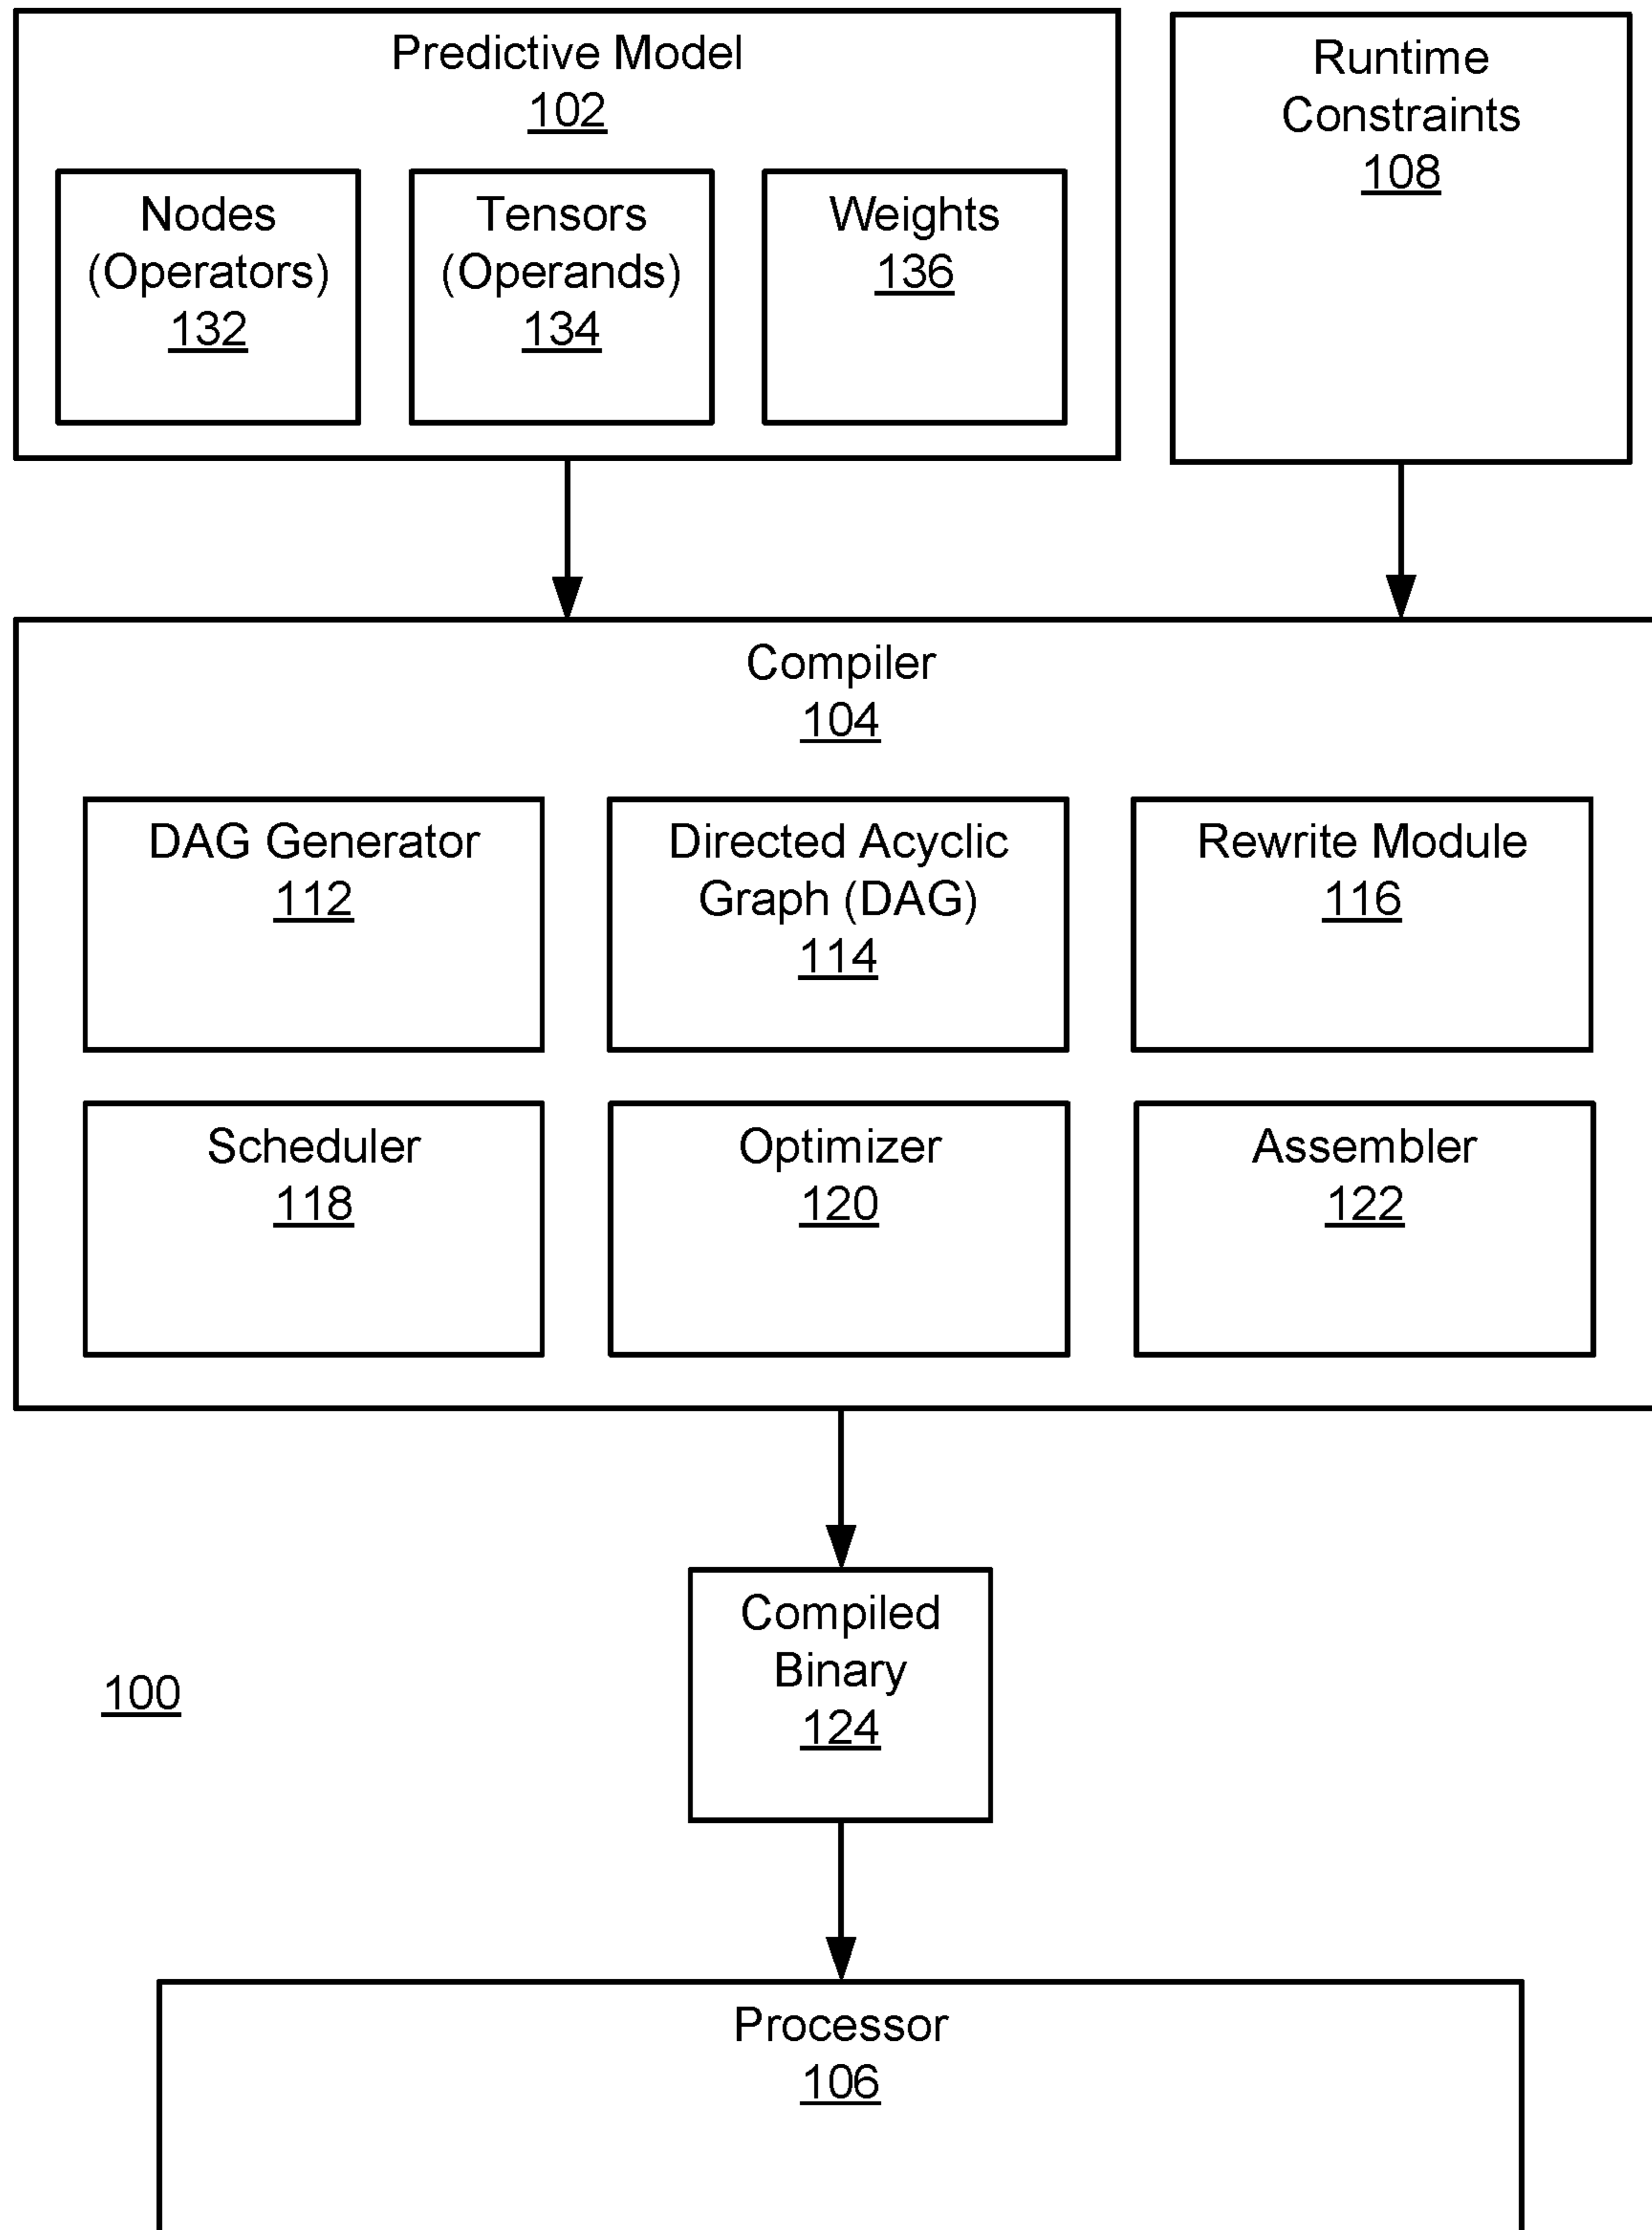 Predictive Model
102
Nodes
(Operators)
132
Tensors
(Operands)
134
Weights
136
Runtime
Constraints
108
Compiler
104
DAG Generator
112
Directed Acyclic
Graph (DAG)
114
Rewrite Module
116
Scheduler
118
Optimizer
120
Assembler
122
Compiled
Binary
124
100
Processor
106